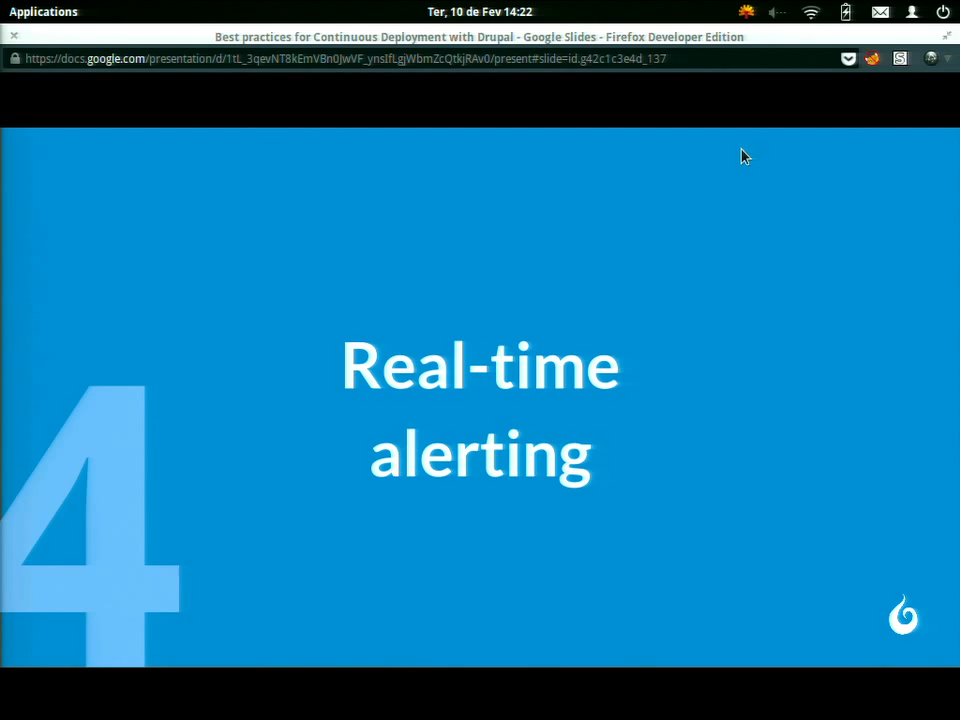 Applications
Ter, 10 de Fev 14:22
Best practices for Continuous Deployment with Drupal - Google Slides - Firefox Developer Edition
https://docs.google.com/presentation/d/1tL_3qevNT8kEmVBn0JwVF_ynsIfLgjWbmZcQtkjRAv0/present#slide=id.g42c1c3e4d_137
Real-time
alerting
4